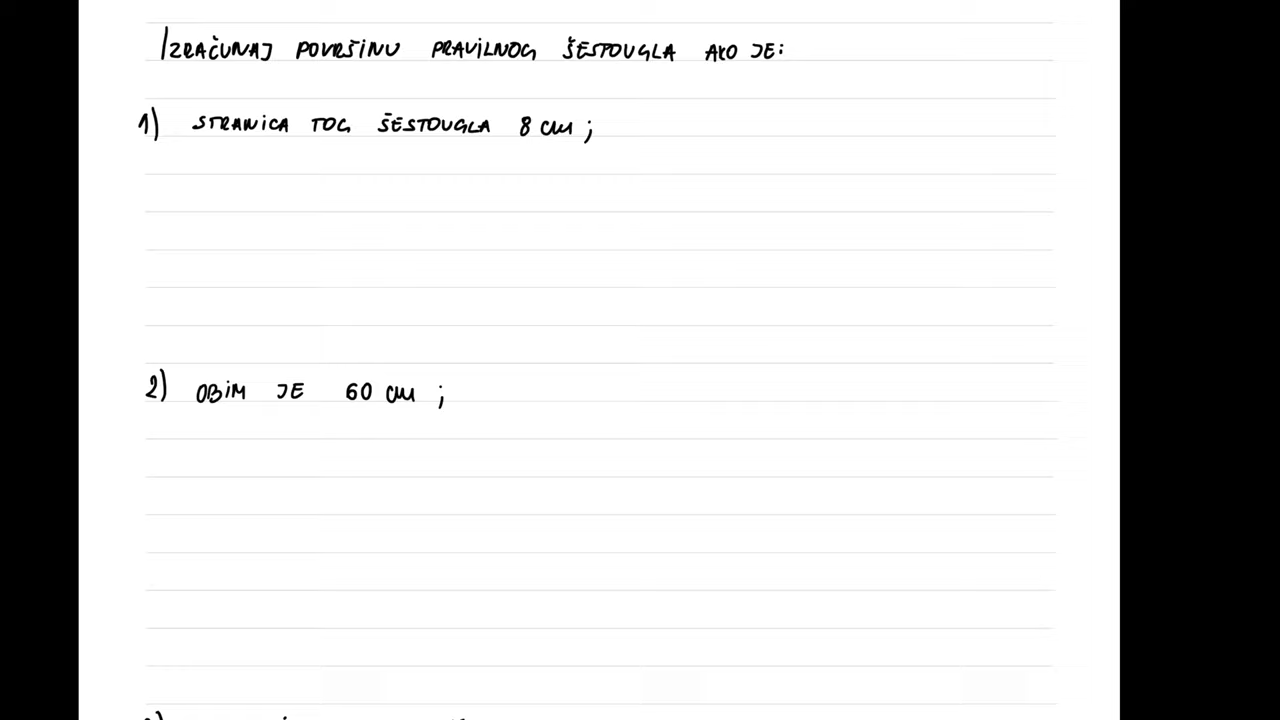 IZRAČUNAJ POVRŠINU PRAVILNOG ŠESTOUGLA AKO JE:
1) STRANICA TOG ŠESTOUGLA 8 cm ;
2) OBIM JE 60 cm ;